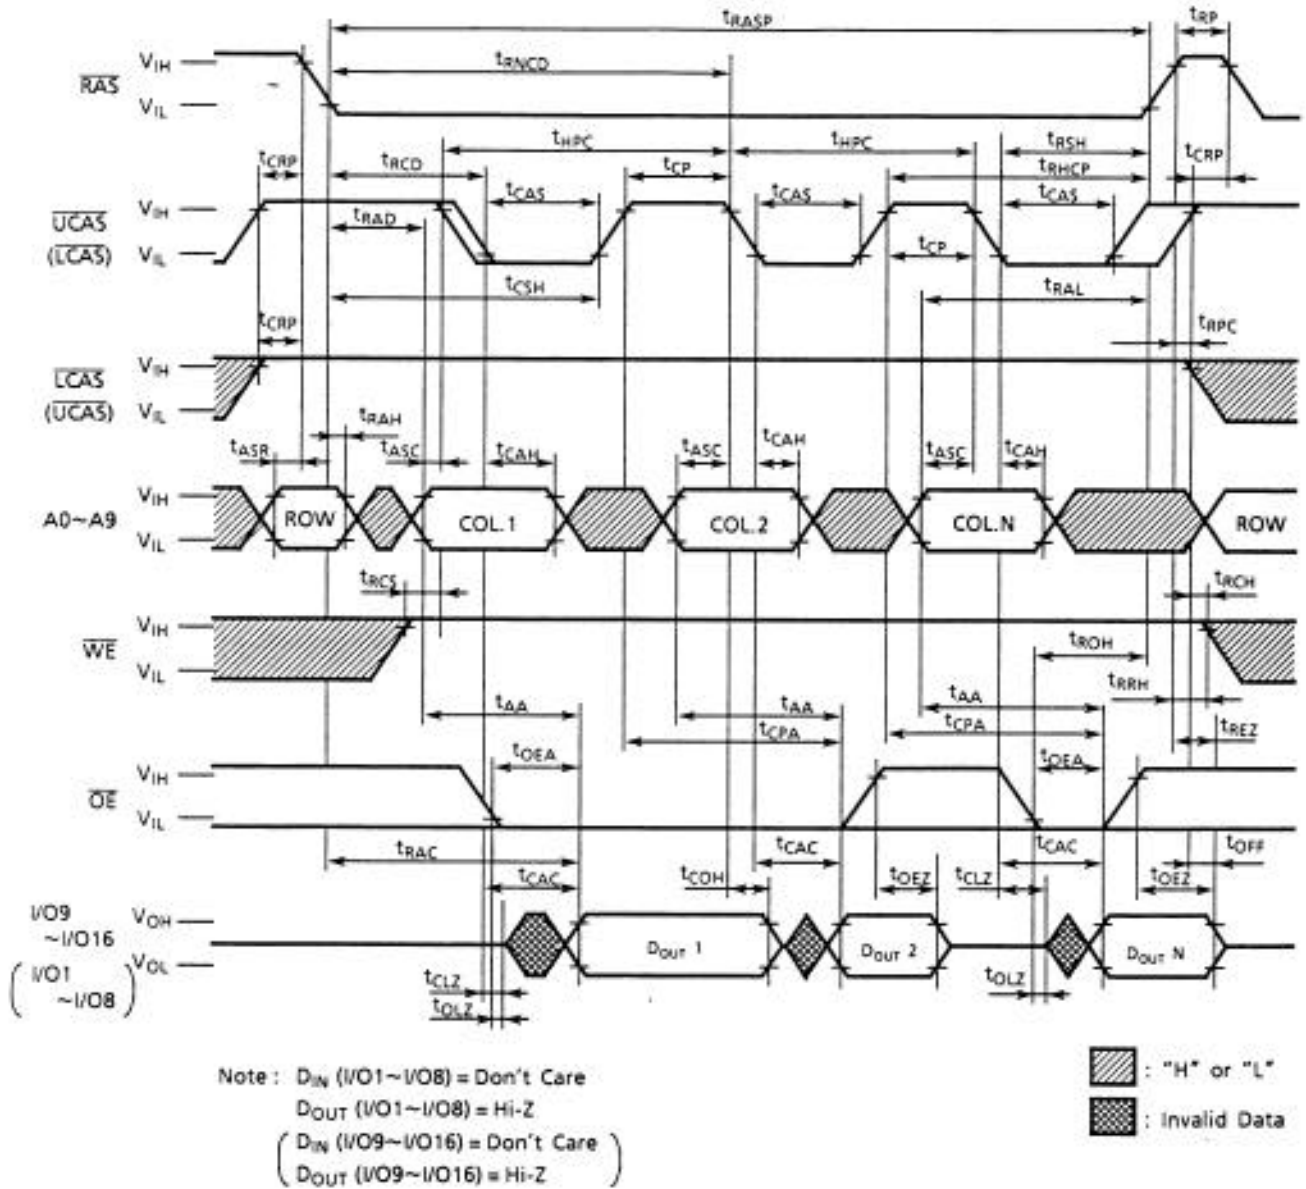 tRASP
tRP
tRNCD
RAS
VIH
VIL
tHPC
tHPC
tRSH
tCRP
tRCD
tCP
tRHCP
tCRP
tCAS
tCAS
tCAS
UCAS
(LCAS)
VIH
VIL
tRAD
tCP
tCSH
tRAL
tCRP
tRPC
LCAS
(UCAS)
VIH
VIL
tRAH
tASR
tASC
tCAH
tASC
tCAH
tASC
tCAH
A0~A9
VIH
VIL
ROW
COL.1
COL.2
COL.N
ROW
tRCS
tRCH
WE
VIH
VIL
tROH
tRRH
tAA
tAA
tAA
tCPA
tCPA
tREZ
tOEA
tOEA
OE
VIH
VIL
tRAC
tCAC
tCAC
tOFF
tCAC
tCOH
tOEZ
tCLZ
tOEZ
I/O9
~I/O16
(I/O1
~I/O8)
VOH
VOL
DOUT 1
DOUT 2
DOUT N
tCLZ
tOLZ
tOLZ
Note : DIN (I/O1~I/O8) = Don't Care
DOUT (I/O1~I/O8) = Hi-Z
(DIN (I/O9~I/O16) = Don't Care
DOUT (I/O9~I/O16) = Hi-Z)
: "H" or "L"
: Invalid Data